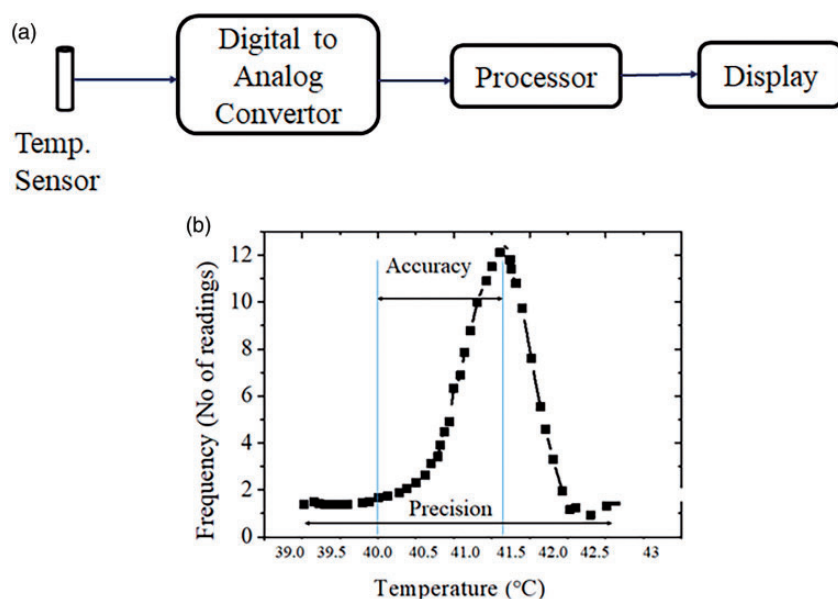 (a)
Temp.
Sensor
Digital to
Analog
Convertor
Processor
Display
(b)
Frequency (No of readings)
12
10
8
6
4
2
0
Accuracy
Precision
39.0 39.5 40.0 40.5 41.0 41.5 42.0 42.5 43
Temperature (°C)